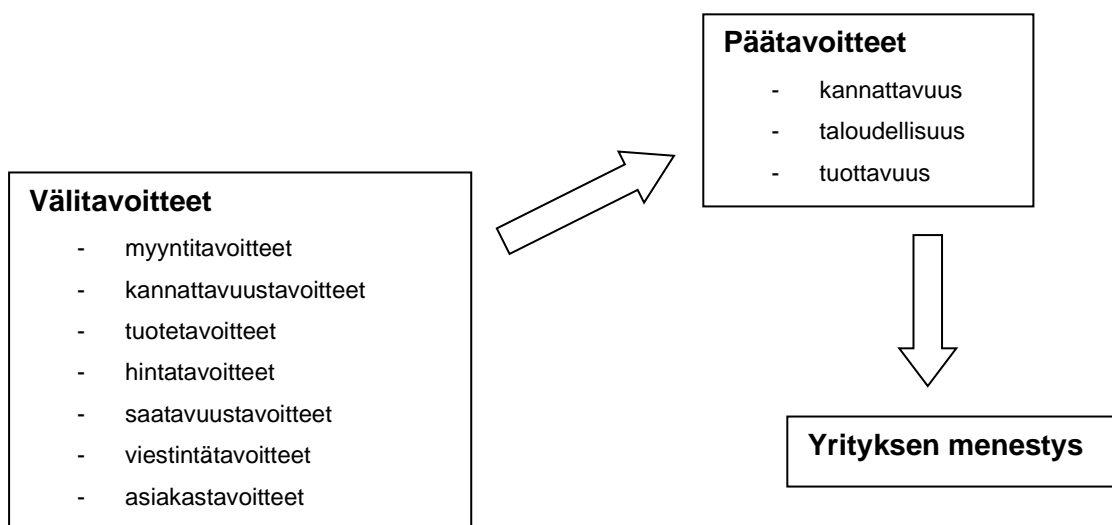 Päätavoitteet
- kannattavuus
- taloudellisuus
- tuottavuus
Välitavoitteet
- myyntitavoitteet
- kannattavuustavoitteet
- tuotetavoitteet
- hintatavoitteet
- saatavuustavoitteet
- viestintätavoitteet
- asiakastavoitteet
Yrityksen menestys